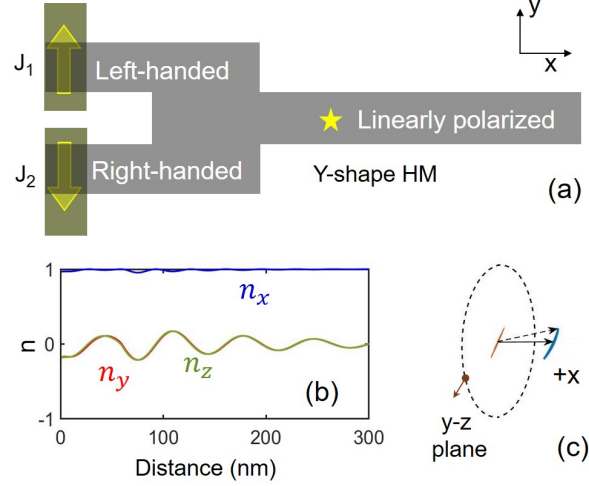 J1
Left-handed
y
x
Linearly polarized
J2
Right-handed
Y-shape HM
(a)
1
0
-1
n
nx
ny
nz
(b)
0
100
200
300
Distance (nm)
+x
y-z
plane
(c)